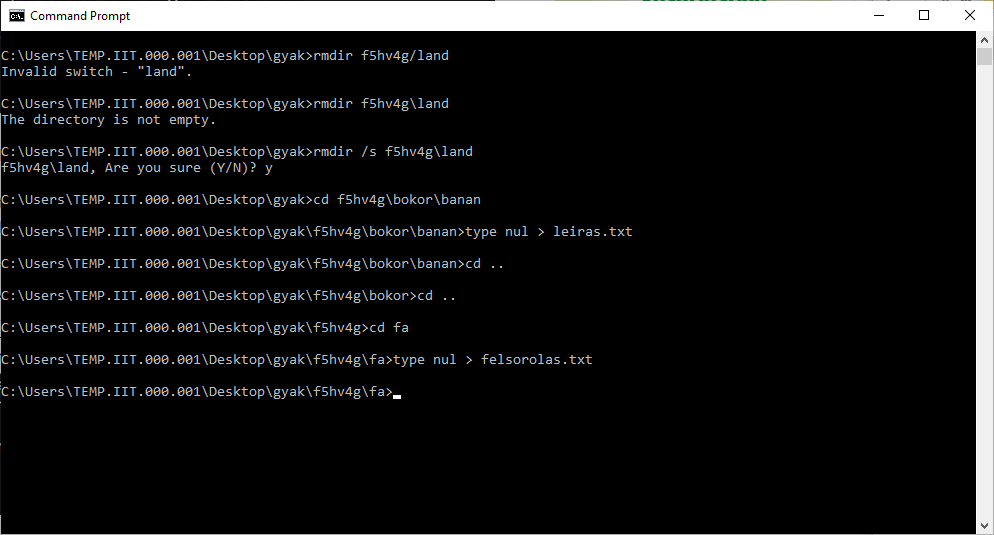 Command Prompt
C:\Users\TEMP.IIT.000.001\Desktop\gyak>rmdir f5hv4g/land
Invalid switch - "land".
C:\Users\TEMP.IIT.000.001\Desktop\gyak>rmdir f5hv4g\land
The directory is not empty.
C:\Users\TEMP.IIT.000.001\Desktop\gyak>rmdir /s f5hv4g\land
f5hv4g\land, Are you sure (Y/N)? y
C:\Users\TEMP.IIT.000.001\Desktop\gyak>cd f5hv4g\bokor\banan
C:\Users\TEMP.IIT.000.001\Desktop\gyak\f5hv4g\bokor\banan>type nul > leiras.txt
C:\Users\TEMP.IIT.000.001\Desktop\gyak\f5hv4g\bokor\banan>cd ..
C:\Users\TEMP.IIT.000.001\Desktop\gyak\f5hv4g\bokor>cd ..
C:\Users\TEMP.IIT.000.001\Desktop\gyak\f5hv4g>cd fa
C:\Users\TEMP.IIT.000.001\Desktop\gyak\f5hv4g\fa>type nul > felsorolas.txt
C:\Users\TEMP.IIT.000.001\Desktop\gyak\f5hv4g\fa>